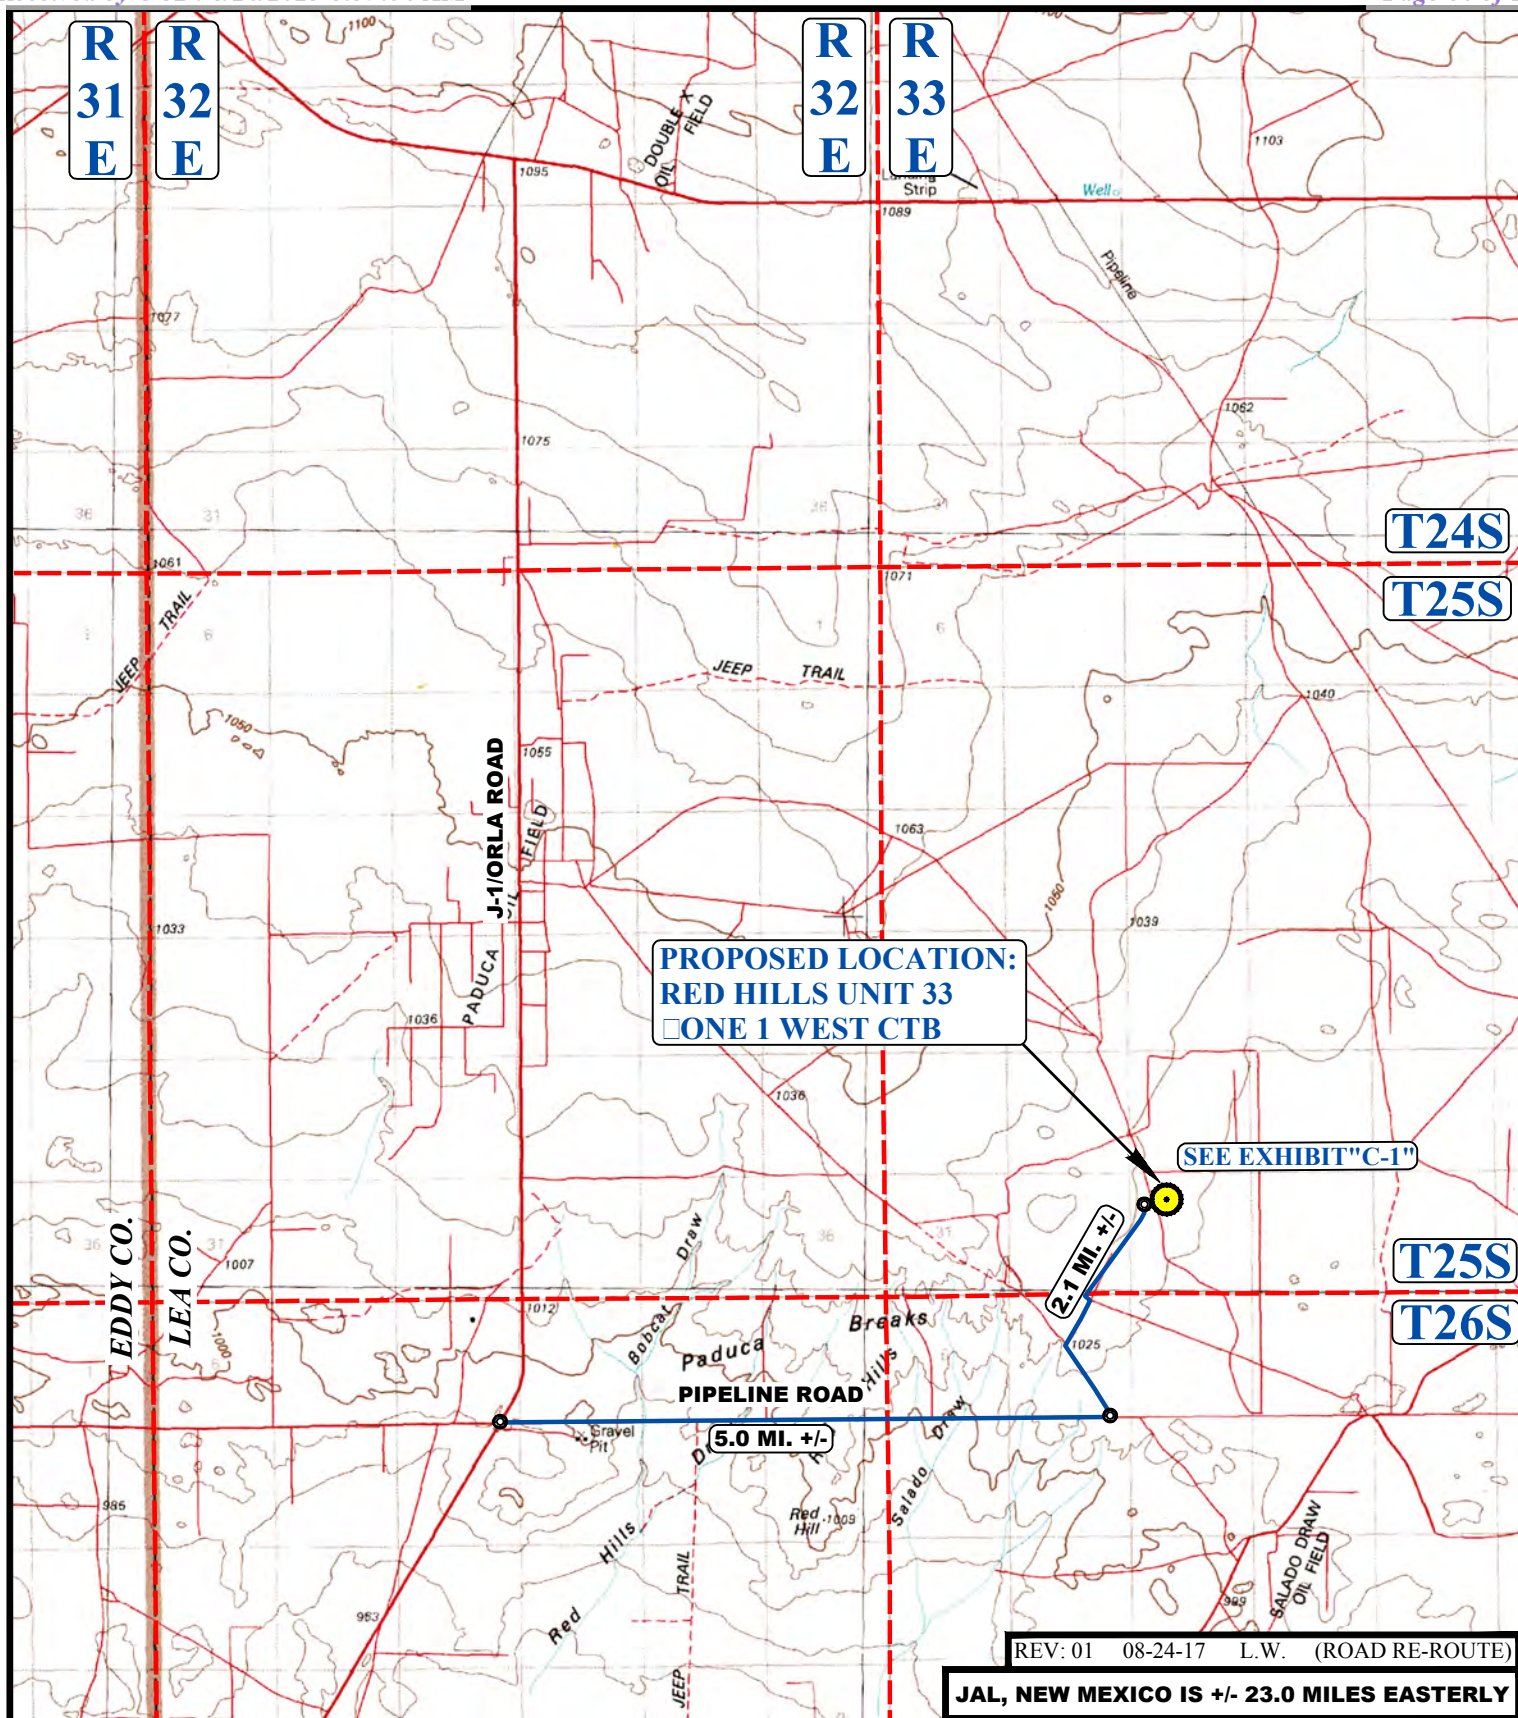 R
31
E
R
32
E
R
32
E
R
33
E
1100
DOUBLE X
OIL FIELD
1103
1095
Strip
Well
1089
Pipeline
1077
1062
1075
36
31
36
31
T24S
1061
1071
T25S
JEEP TRAIL
6
1
6
JEEP TRAIL
1040
1050
1055
J-1/ORLA ROAD
FIELD
1063
1050
1039
1033
PADUCA
1036
PROPOSED LOCATION:
RED HILLS UNIT 33
□ONE 1 WEST CTB
1036
SEE EXHIBIT"C-1"
2.1 MI. +/-
EDDY CO.
LEA CO.
36
31
1007
Draw
36
31
T25S
T26S
1012
1000
6
Bobcat
Paduca
Breaks
Hills
1025
PIPELINE ROAD
5.0 MI. +/-
Gravel
Pit
Draw
Salado
985
Red
Hill
1009
Hills
Red
TRAIL
JEEP
963
999
SALADO DRAW
OIL FIELD
REV: 01 08-24-17 L.W. (ROAD RE-ROUTE)
JAL, NEW MEXICO IS +/- 23.0 MILES EASTERLY